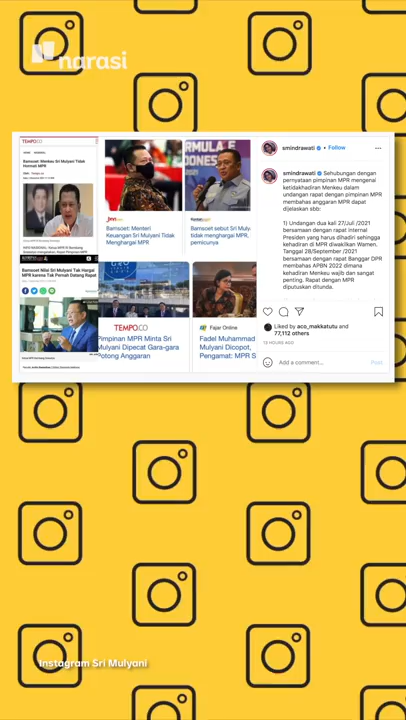 narasi
TEMPO.CO
Bamsoet: Menkeu Sri Mulyani Tidak
Hormati MPR
Bamsoet Nilai Sri Mulyani Tak Hargai
MPR karena Tak Pernah Datang Rapat
Bamsoet: Menteri
Keuangan Sri Mulyani Tidak
Menghargai MPR
FORMULA E
Bamsoet sebut Sri Muly
tidak menghargai MPR,
pemicunya
TEMPO.CO
Pimpinan MPR Minta Sri
Mulyani Dipecat Gara-gara
Potong Anggaran
Fajar Online
Fadel Muhammad
Mulyani Dicopot,
Pengamat: MPR S
smindrawati • Follow
smindrawati Sehubungan dengan
pernyataan pimpinan MPR mengenai
ketidakhadiran Menkeu dalam
undangan rapat dengan pimpinan MPR
membahas anggaran MPR dapat
dijelaskan sbb:
1) Undangan dua kali 27/Jul /2021
bersamaan dengan rapat internal
Presiden yang harus dihadiri sehingga
kehadiran di MPR diwakilkan Wamen.
Tanggal 28/September /2021
bersamaan dengan rapat Banggar DPR
membahas APBN 2022 dimana
kehadiran Menkeu wajib dan sangat
penting. Rapat dengan MPR
diputuskan ditunda.
Liked by aco_makkatutu and
77,112 others
13 HOURS AGO
Add a comment...
Post
Instagram Sri Mulyani